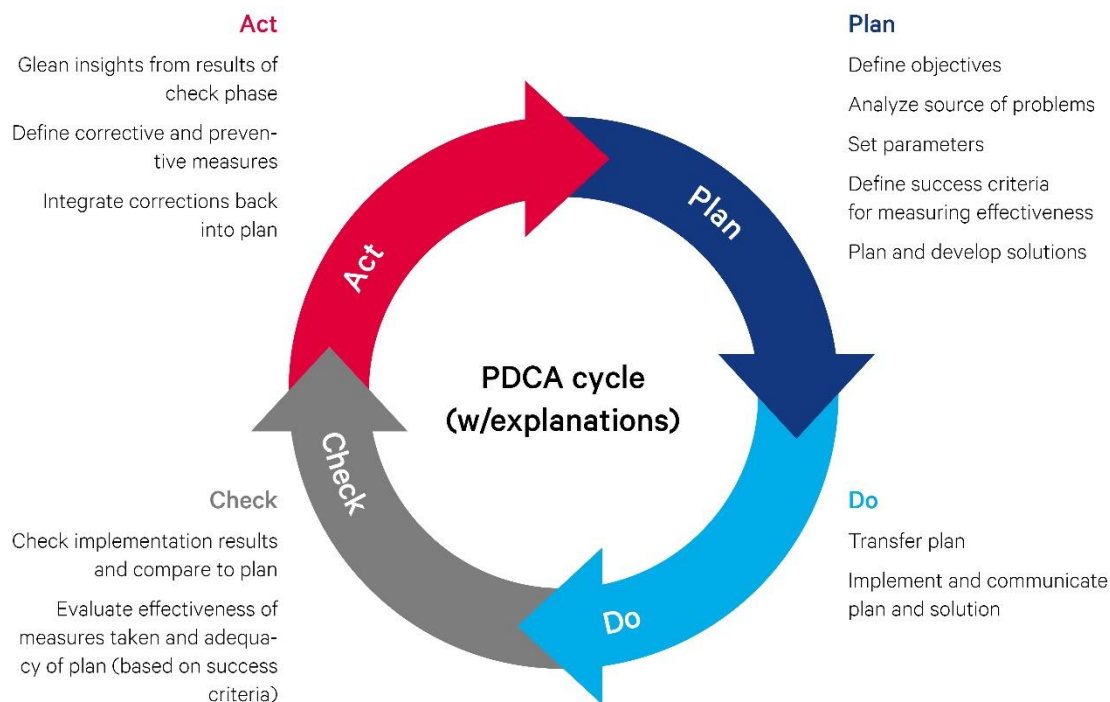 Act
Glean insights from results of
check phase
Define corrective and preven-
tive measures
Integrate corrections back
into plan
Plan
Define objectives
Analyze source of problems
Set parameters
Define success criteria
for measuring effectiveness
Plan and develop solutions
Act
Plan
PDCA cycle
(w/explanations)
Check
Do
Check
Check implementation results
and compare to plan
Evaluate effectiveness of
measures taken and adequa-
cy of plan (based on success
criteria)
Do
Transfer plan
Implement and communicate
plan and solution